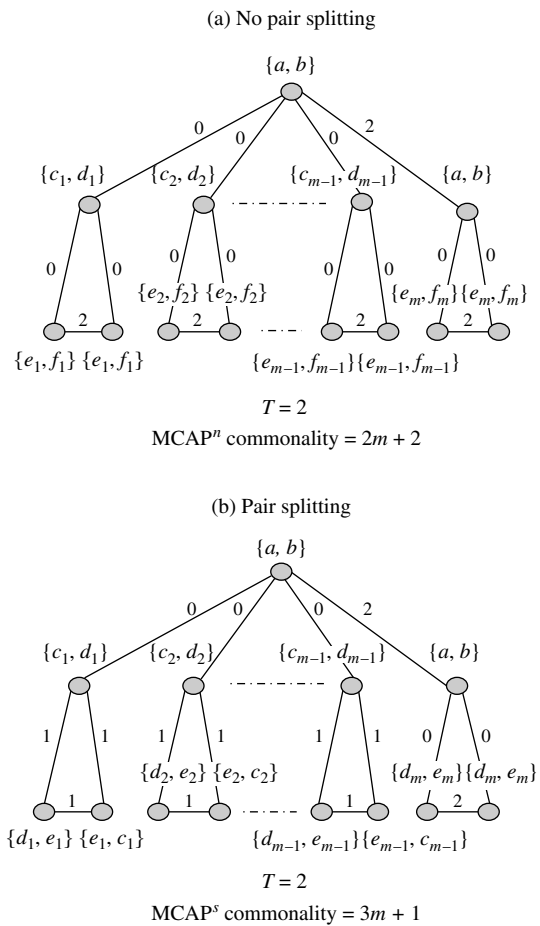 (a) No pair splitting
{a, b}
0 0 0 2
{c₁, d₁} {c₂, d₂} {cₘ₋₁, dₘ₋₁} {a, b}
0 0 0 0 0 0 0 0
{e₂, f₂} {e₂, f₂} {eₘ, fₘ} {eₘ, fₘ}
2 2 2 2
{e₁, f₁} {e₁, f₁} {eₘ₋₁, fₘ₋₁} {eₘ₋₁, fₘ₋₁}
T = 2
MCAPⁿ commonality = 2m + 2
(b) Pair splitting
{a, b}
0 0 0 2
{c₁, d₁} {c₂, d₂} {cₘ₋₁, dₘ₋₁} {a, b}
1 1 1 1 1 1 0 0
{d₂, e₂} {e₂, c₂} {dₘ, eₘ} {dₘ, eₘ}
1 1 1 2
{d₁, e₁} {e₁, c₁} {dₘ₋₁, eₘ₋₁} {eₘ₋₁, cₘ₋₁}
T = 2
MCAPˢ commonality = 3m + 1